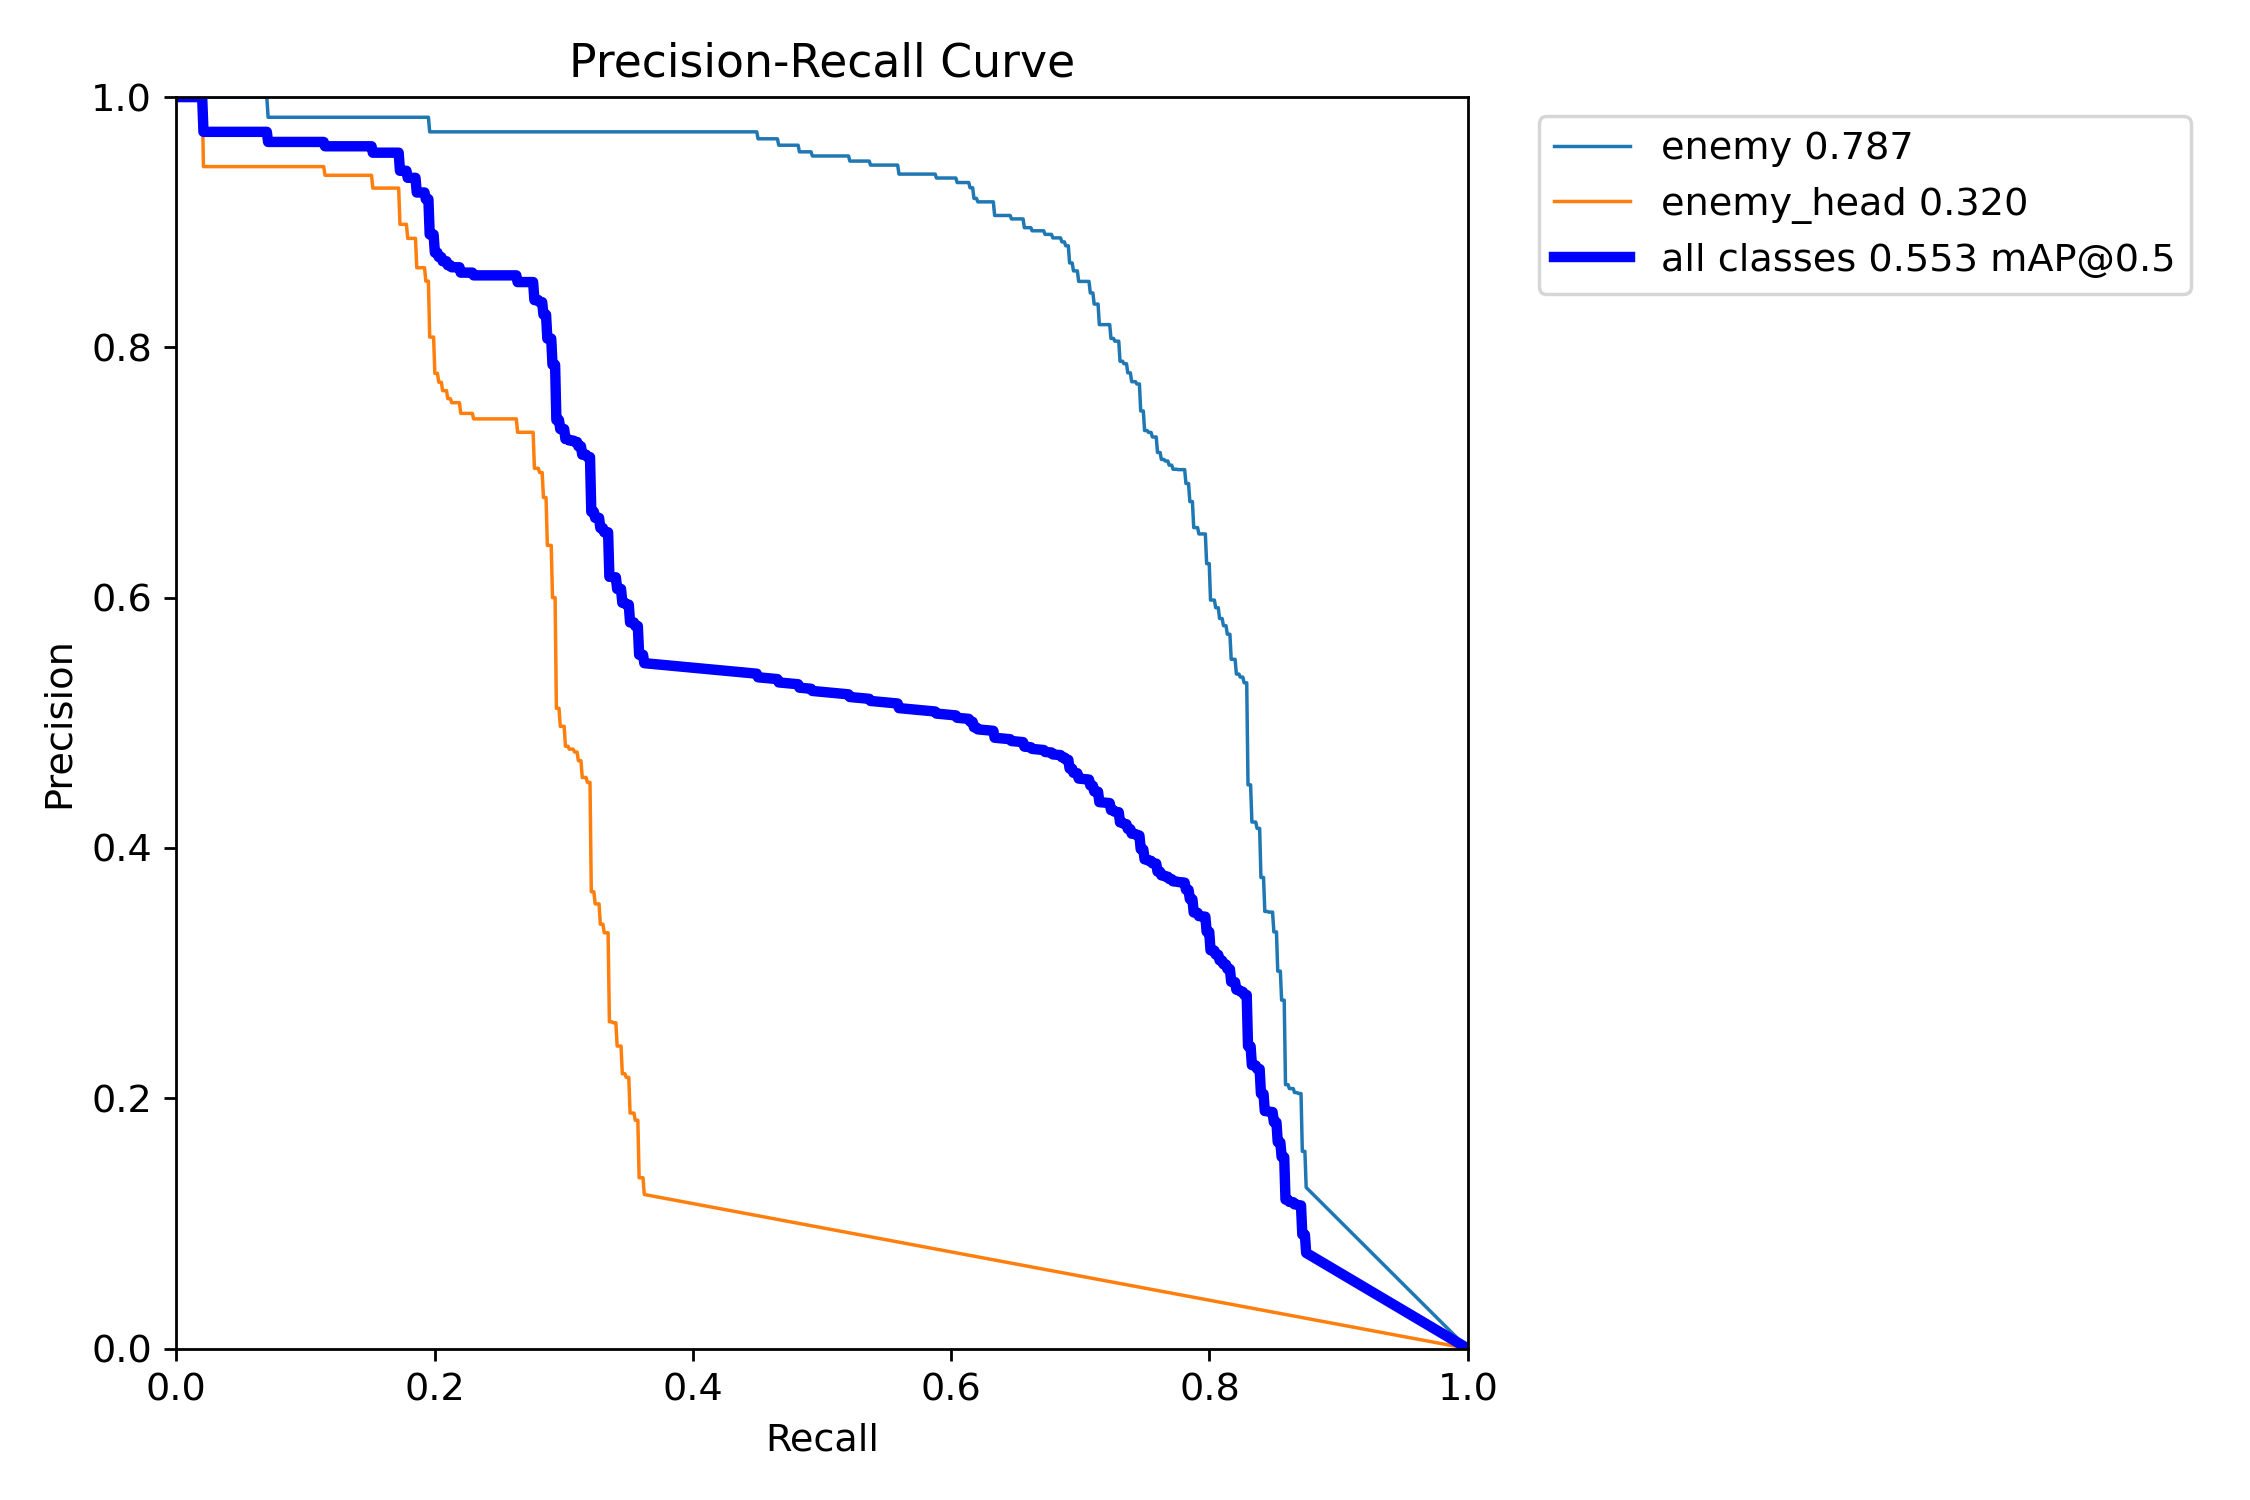 Precision-Recall Curve
1.0
0.8
0.6
0.4
0.2
0.0
Precision
0.0 0.2 0.4 0.6 0.8 1.0
Recall
enemy 0.787
enemy_head 0.320
all classes 0.553 mAP@0.5